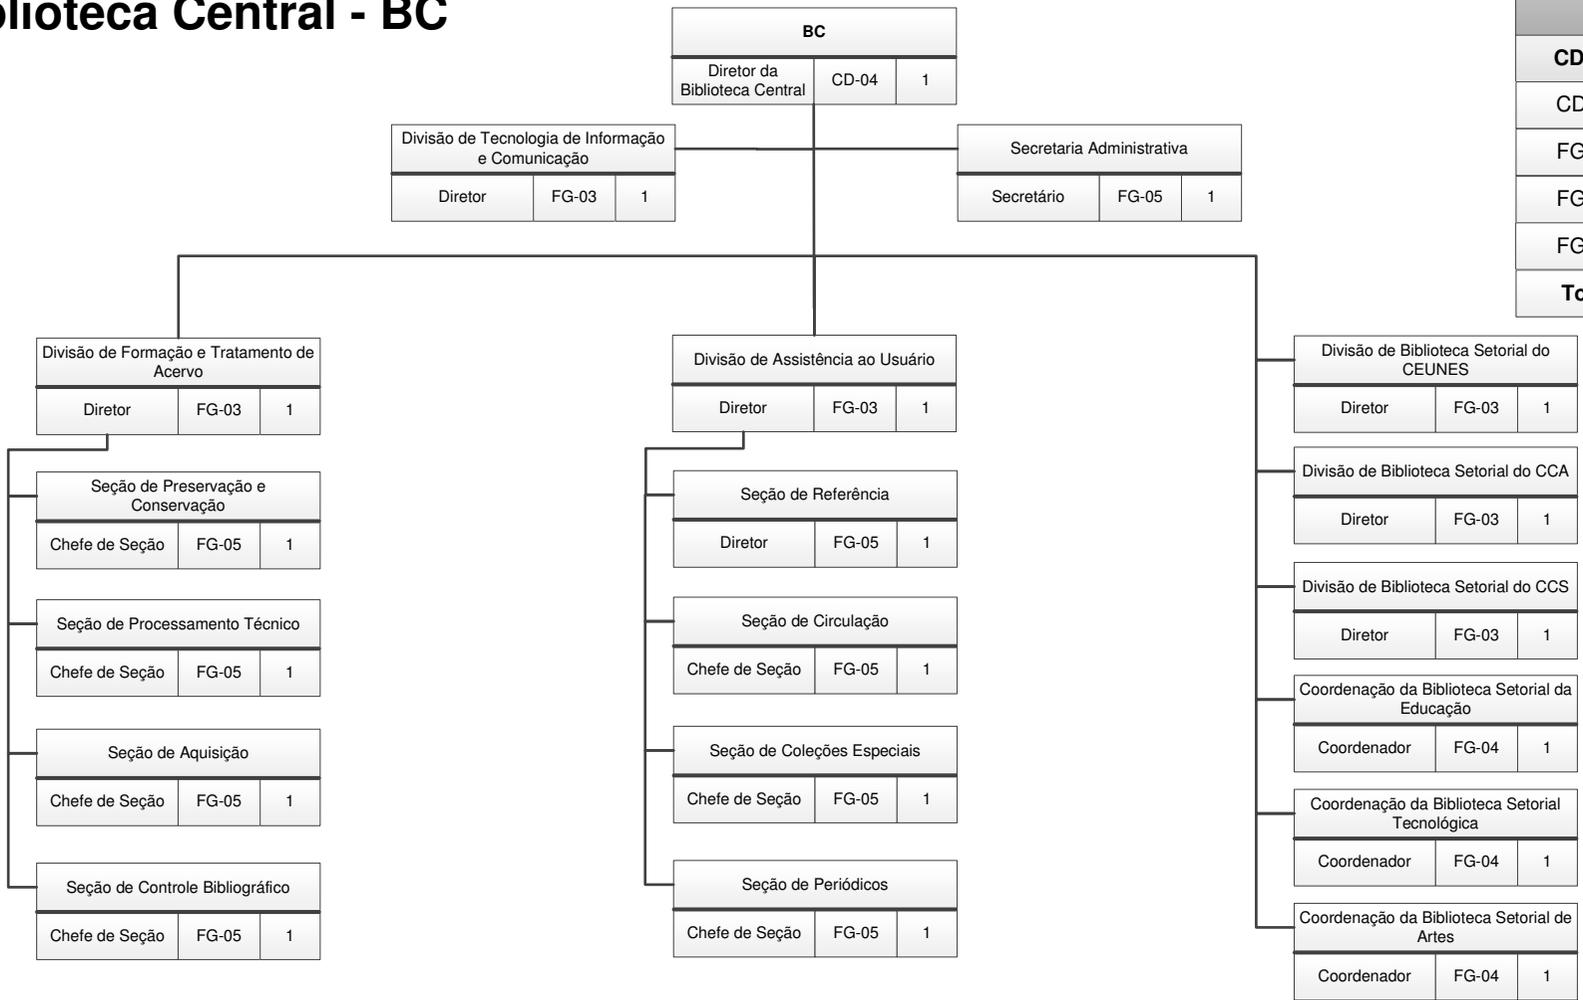 blioteca Central - BC
BC
Diretor da
Biblioteca Central
CD-04
1
Divisão de Tecnologia de Informação
e Comunicação
Diretor
FG-03
1
Secretaria Administrativa
Secretário
FG-05
1
Divisão de Formação e Tratamento de
Acervo
Diretor
FG-03
1
Seção de Preservação e
Conservação
Chefe de Seção
FG-05
1
Seção de Processamento Técnico
Chefe de Seção
FG-05
1
Seção de Aquisição
Chefe de Seção
FG-05
1
Seção de Controle Bibliográfico
Chefe de Seção
FG-05
1
Divisão de Assistência ao Usuário
Diretor
FG-03
1
Seção de Referência
Diretor
FG-05
1
Seção de Circulação
Chefe de Seção
FG-05
1
Seção de Coleções Especiais
Chefe de Seção
FG-05
1
Seção de Periódicos
Chefe de Seção
FG-05
1
Divisão de Biblioteca Setorial do
CEUNES
Diretor
FG-03
1
Divisão de Biblioteca Setorial do CCA
Diretor
FG-03
1
Divisão de Biblioteca Setorial do CCS
Diretor
FG-03
1
Coordenação da Biblioteca Setorial da
Educação
Coordenador
FG-04
1
Coordenação da Biblioteca Setorial
Tecnológica
Coordenador
FG-04
1
Coordenação da Biblioteca Setorial de
Artes
Coordenador
FG-04
1
CD
CD
FG
FG
FG
To